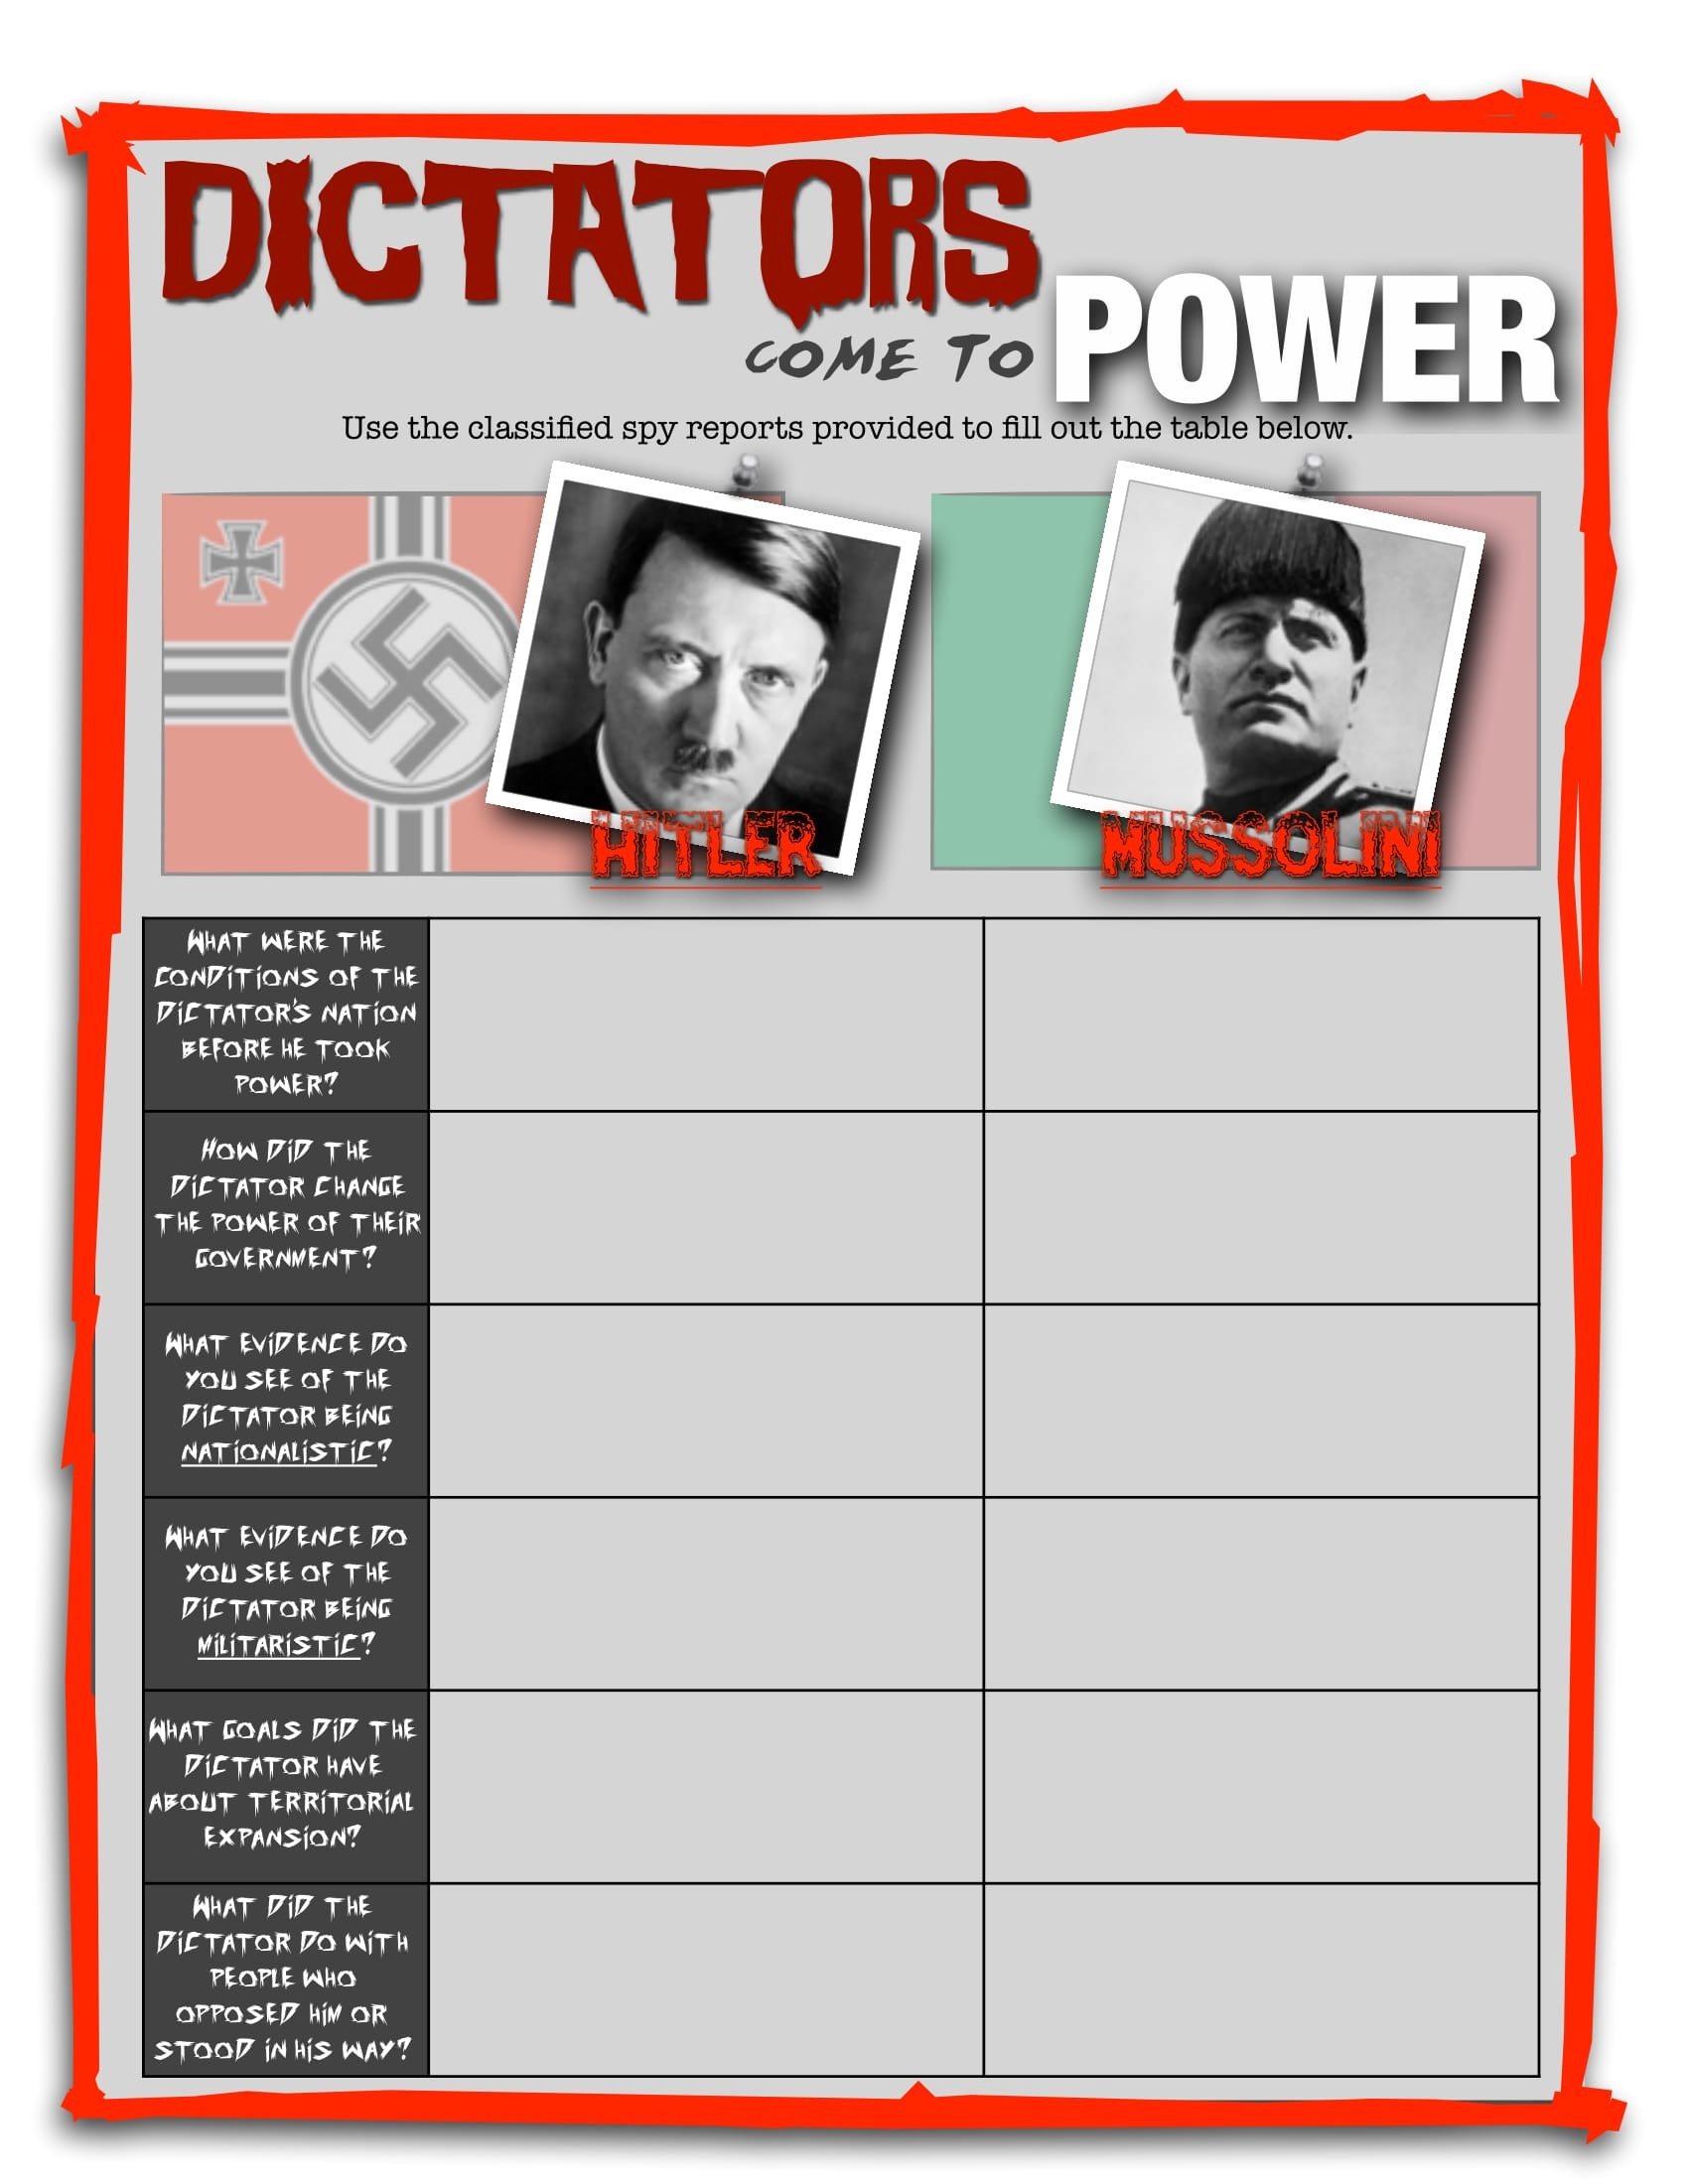 DICTATORS
COME TO POWER
Use the classified spy reports provided to fill out the table below.
HITLER
MUSSOLINI
WHAT WERE THE
CONDITIONS OF THE
DICTATOR'S NATION
BEFORE HE TOOK
POWER?
HOW DID THE
DICTATOR CHANGE
THE POWER OF THEIR
GOVERNMENT?
WHAT EVIDENCE DO
YOU SEE OF THE
DICTATOR BEING
NATIONALISTIC?
WHAT EVIDENCE DO
YOU SEE OF THE
DICTATOR BEING
MILITARISTIC?
WHAT GOALS DID THE
DICTATOR HAVE
ABOUT TERRITORIAL
EXPANSION?
WHAT DID THE
DICTATOR DO WITH
PEOPLE WHO
OPPOSED HIM OR
STOOD IN HIS WAY?